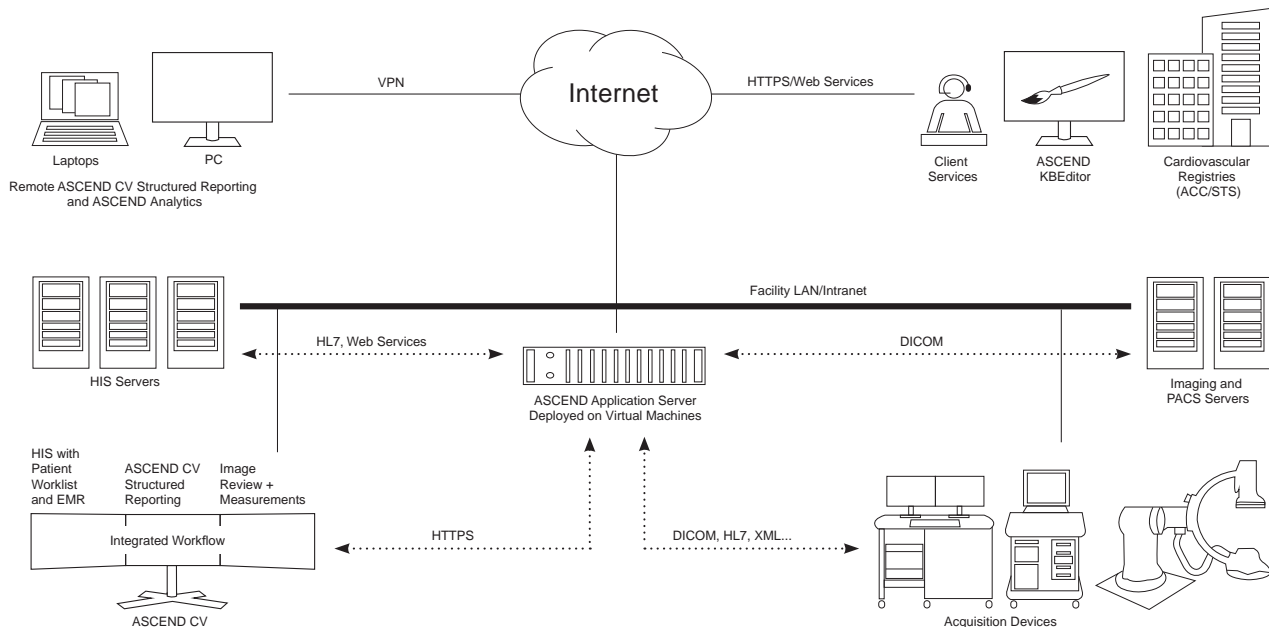 VPN
Internet
HTTPS/Web Services
Laptops
PC
Remote ASCEND CV Structured Reporting
and ASCEND Analytics
Client
Services
ASCEND
KBEditor
Cardiovascular
Registries
(ACC/STS)
Facility LAN/Intranet
HL7, Web Services
DICOM
HIS Servers
ASCEND Application Server
Deployed on Virtual Machines
Imaging and
PACS Servers
HIS with
Patient
Worklist
and EMR
ASCEND CV
Structured
Reporting
Image
Review +
Measurements
Integrated Workflow
HTTPS
DICOM, HL7, XML...
ASCEND CV
Acquisition Devices